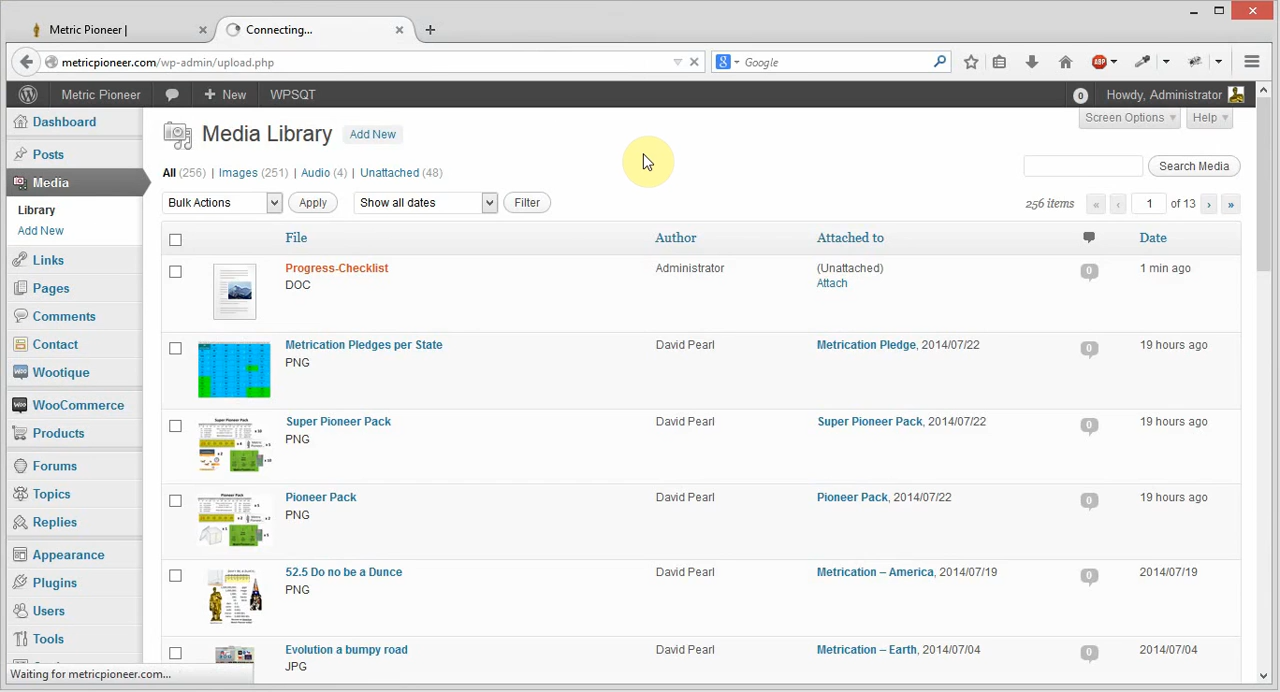 Metric Pioneer |
Connecting...
metricpioneer.com/wp-admin/upload.php
Google
ABP
Metric Pioneer
New
WPSQT
0
Howdy, Administrator
Screen Options
Help
Dashboard
Posts
Media
Library
Add New
Links
Pages
Comments
Contact
Wootique
WooCommerce
Products
Forums
Topics
Replies
Appearance
Plugins
Users
Tools
Media Library
Add New
All (256) | Images (251) | Audio (4) | Unattached (48)
Search Media
Bulk Actions
Apply
Show all dates
Filter
256 items « ‹ 1 of 13 › »
File Author Attached to Date
Progress-Checklist Administrator (Unattached) 0 1 min ago
DOC Attach
Metrication Pledges per State David Pearl Metrication Pledge, 2014/07/22 0 19 hours ago
PNG
Super Pioneer Pack David Pearl Super Pioneer Pack, 2014/07/22 0 19 hours ago
PNG
Pioneer Pack David Pearl Pioneer Pack, 2014/07/22 0 19 hours ago
PNG
52.5 Do no be a Dunce David Pearl Metrication – America, 2014/07/19 0 2014/07/19
PNG
Evolution a bumpy road David Pearl Metrication – Earth, 2014/07/04 0 2014/07/04
JPG
Waiting for metricpioneer.com...